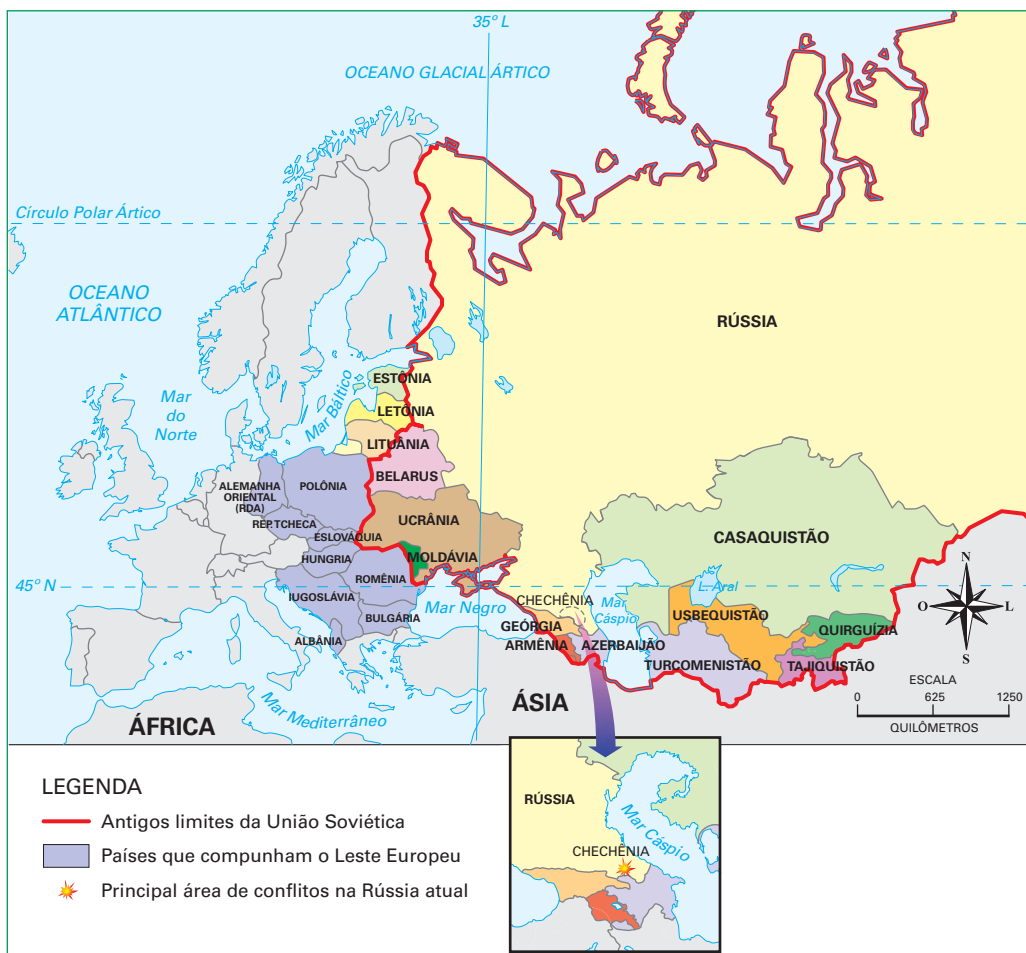 35º L
OCEANO GLACIAL ÁRTICO
Círculo Polar Ártico
OCEANO
ATLÂNTICO
RÚSSIA
Mar
do
Norte
Mar Báltico
ESTÔNIA
LETÔNIA
LITUÂNIA
BELARUS
ALEMANHA
ORIENTAL
(RDA)
POLÔNIA
REP.TCHECA
ESLOVÁQUIA
UCRÂNIA
CASAQUISTÃO
HUNGRIA
MOLDÁVIA
ROMÊNIA
45º N
IUGOSLÁVIA
BULGÁRIA
ALBÂNIA
Mar Negro
CHECHÊNIA
Mar
Cáspio
L. Aral
GEÓRGIA
ARMÊNIA
AZERBAIJÃO
USBEQUISTÃO
TURCOMENISTÃO
QUIRGUÍZIA
TAJIQUISTÃO
N
O
L
S
ESCALA
0 625 1250
QUILÔMETROS
Mar Mediterrâneo
ÁFRICA
ÁSIA
LEGENDA
Antigos limites da União Soviética
Países que compunham o Leste Europeu
Principal área de conflitos na Rússia atual
RÚSSIA
Mar Cáspio
CHECHÊNIA